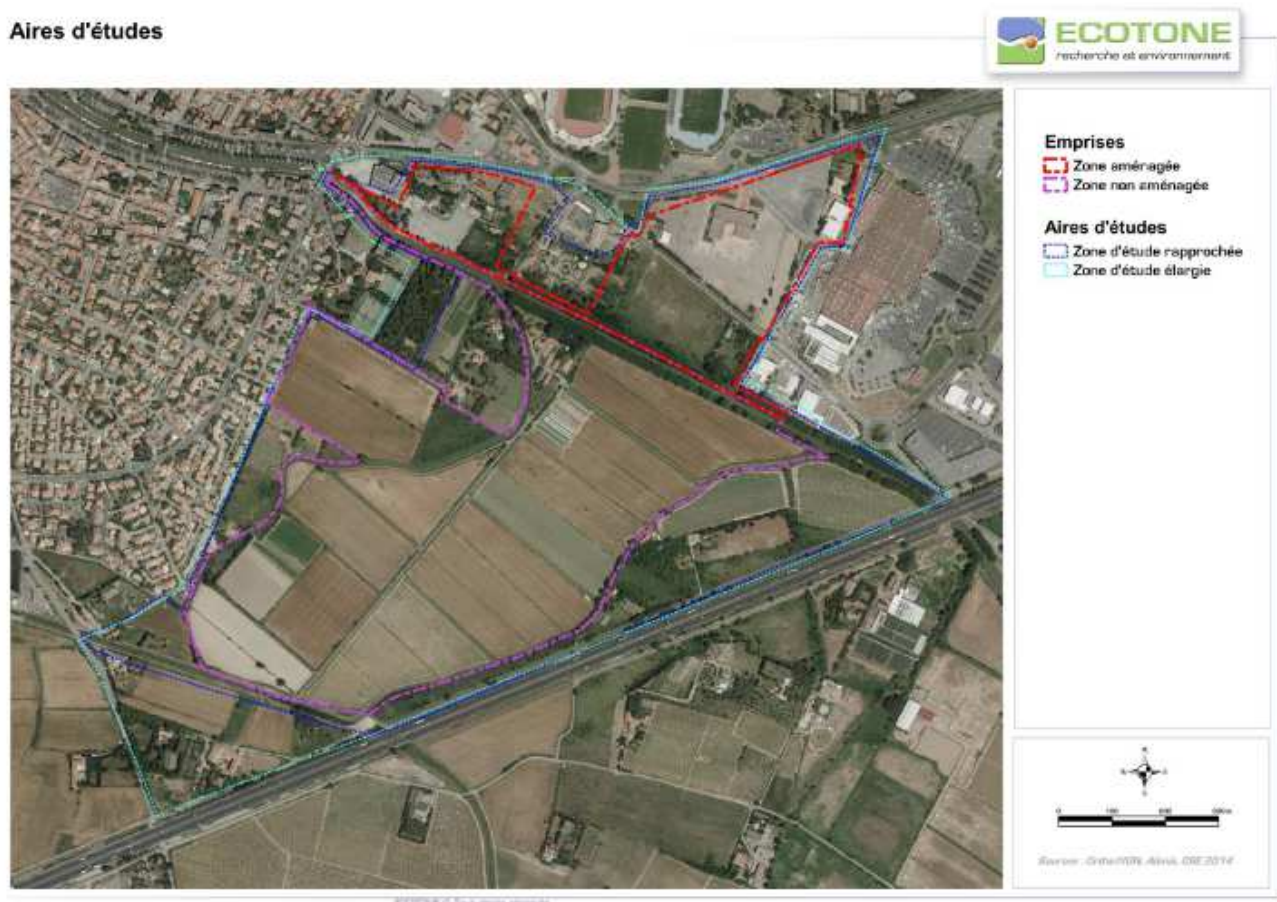 Aires d'études
ECOTONE
recherche et environnement
Emprises
Zone aménagée
Zone non aménagée
Aires d'études
Zone d'étude rapprochée
Zone d'étude élargie
0